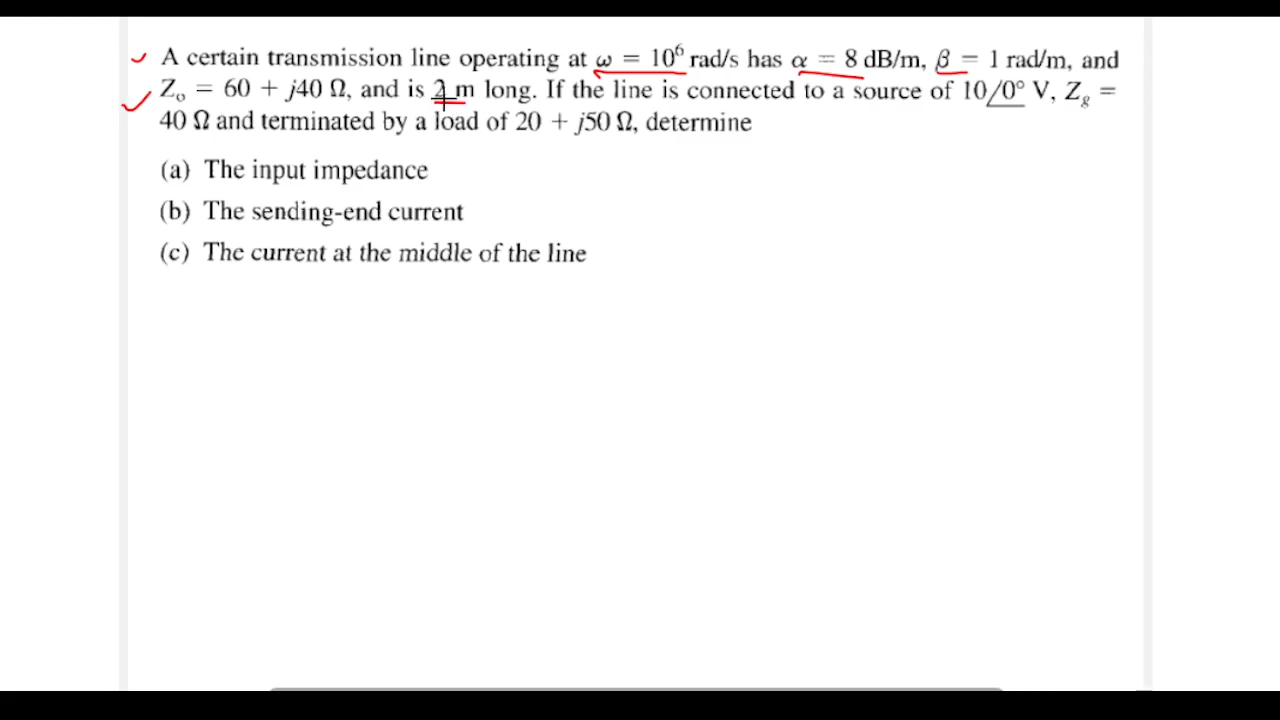 A certain transmission line operating at ω = 10⁶ rad/s has α = 8 dB/m, β = 1 rad/m, and
Zₒ = 60 + j40 Ω, and is 2 m long. If the line is connected to a source of 10/0° V, Z_g =
40 Ω and terminated by a load of 20 + j50 Ω, determine
(a) The input impedance
(b) The sending-end current
(c) The current at the middle of the line